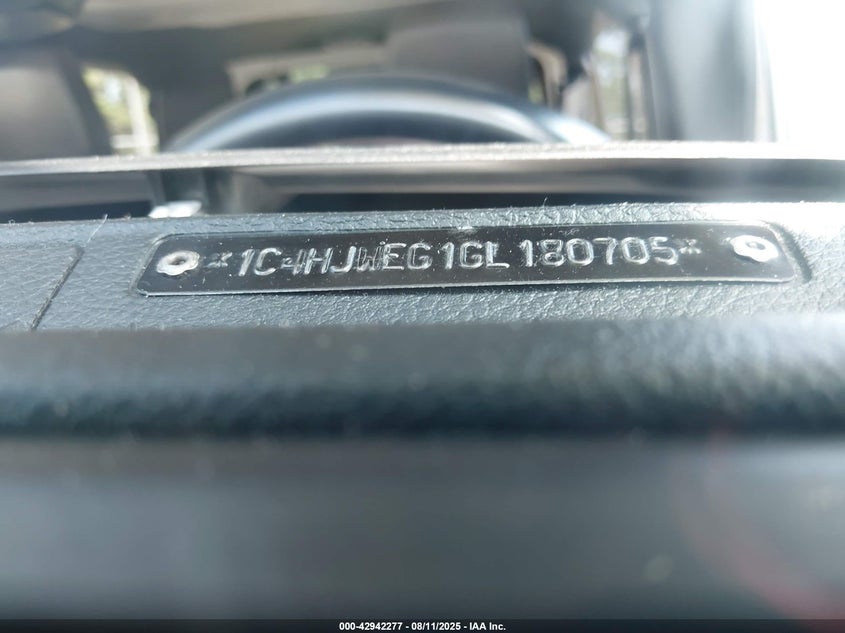 *1C4HJWEG1GL180705*
000-42942277 - 08/11/2025 - IAA Inc.